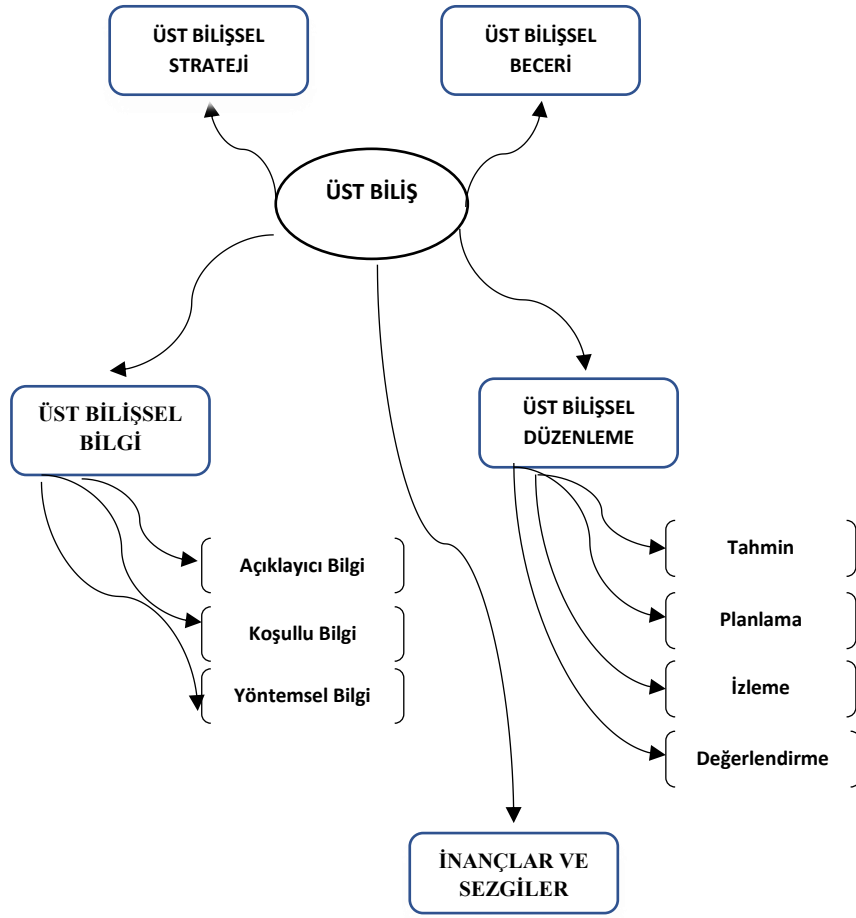 ÜST BİLİŞSEL
STRATEJİ
ÜST BİLİŞSEL
BECERİ
ÜST BİLİŞ
ÜST BİLİŞSEL
BİLGİ
ÜST BİLİŞSEL
DÜZENLEME
Açıklayıcı Bilgi
Koşullu Bilgi
Yöntemsel Bilgi
Tahmin
Planlama
İzleme
Değerlendirme
İNANÇLAR VE
SEZGİLER